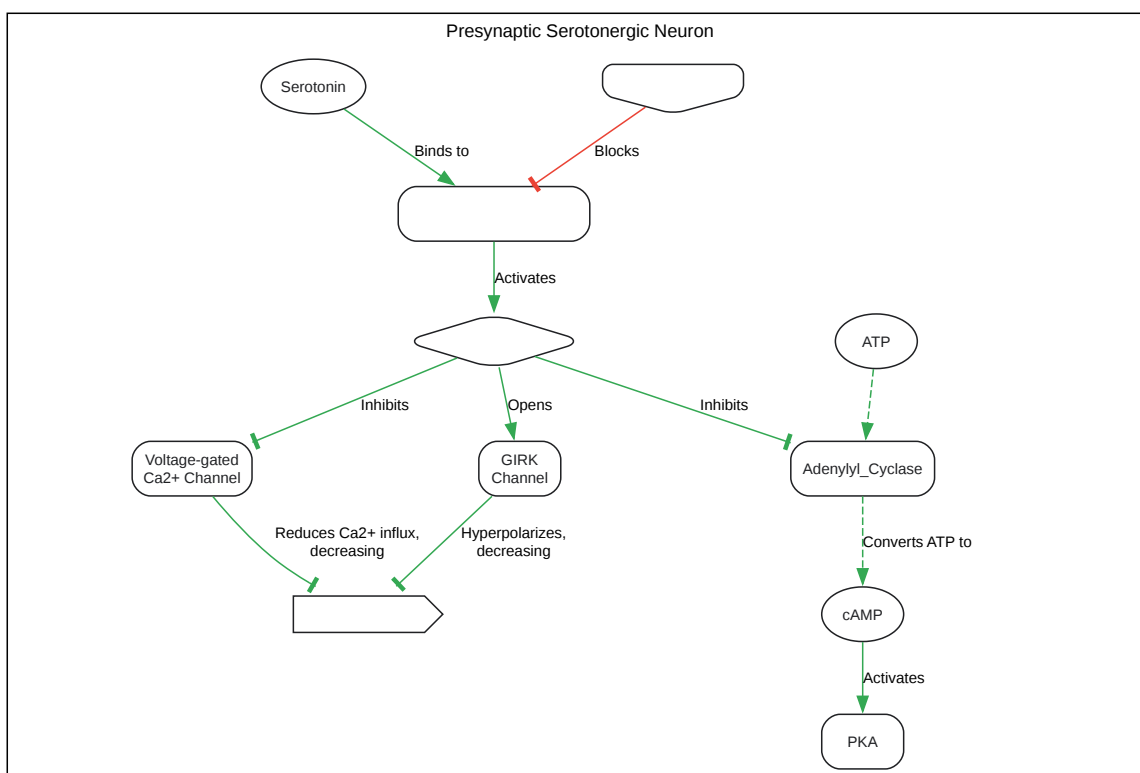 Presynaptic Serotonergic Neuron
Serotonin
Binds to
Blocks
Activates
ATP
Inhibits
Opens
Inhibits
Voltage-gated
Ca2+ Channel
GIRK
Channel
Adenylyl_Cyclase
Reduces Ca2+ influx,
decreasing
Hyperpolarizes,
decreasing
Converts ATP to
cAMP
Activates
PKA